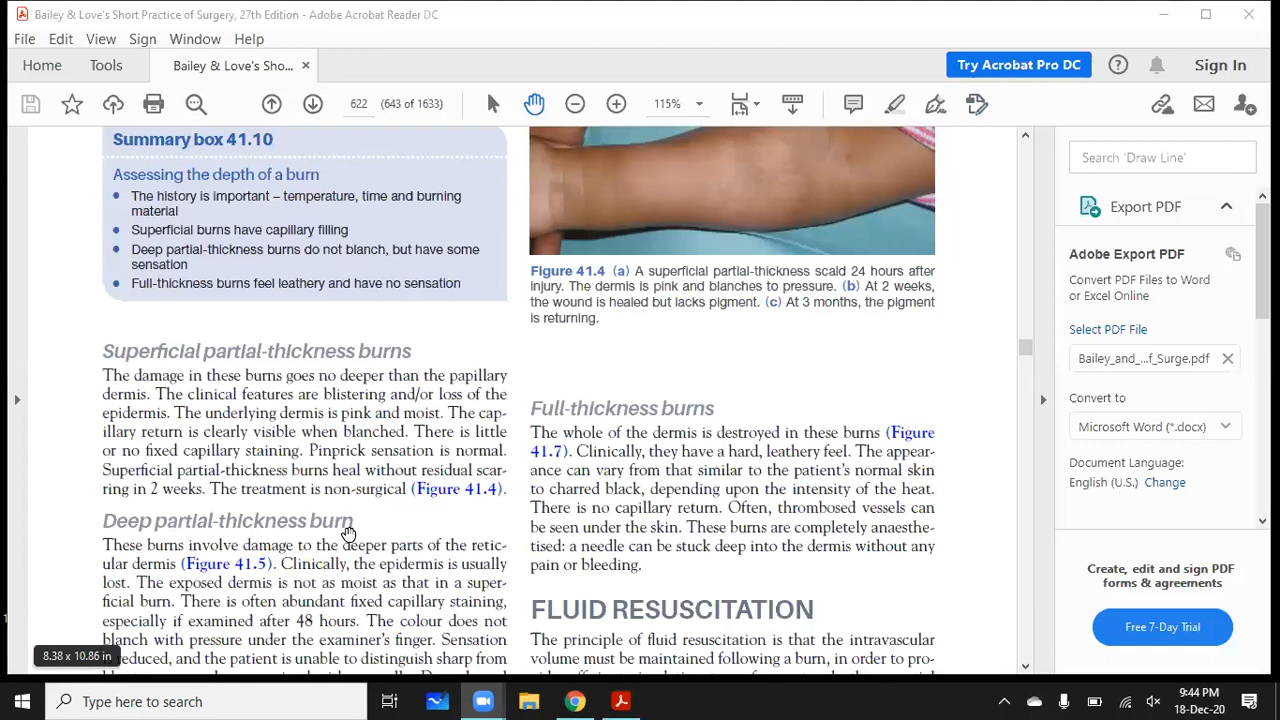 Bailey & Love's Short Practice of Surgery, 27th Edition - Adobe Acrobat Reader DC
File Edit View Sign Window Help
Home Tools Bailey & Love's Sho... × Try Acrobat Pro DC Sign In
622 (643 of 1633) 115%
Summary box 41.10
Assessing the depth of a burn
• The history is important – temperature, time and burning
material
• Superficial burns have capillary filling
• Deep partial-thickness burns do not blanch, but have some
sensation
• Full-thickness burns feel leathery and have no sensation
Superficial partial-thickness burns
The damage in these burns goes no deeper than the papillary
dermis. The clinical features are blistering and/or loss of the
epidermis. The underlying dermis is pink and moist. The cap-
illary return is clearly visible when blanched. There is little
or no fixed capillary staining. Pinprick sensation is normal.
Superficial partial-thickness burns heal without residual scar-
ring in 2 weeks. The treatment is non-surgical (Figure 41.4).
Deep partial-thickness burn
These burns involve damage to the deeper parts of the retic-
ular dermis (Figure 41.5). Clinically, the epidermis is usually
lost. The exposed dermis is not as moist as that in a super-
ficial burn. There is often abundant fixed capillary staining,
especially if examined after 48 hours. The colour does not
blanch with pressure under the examiner's finger. Sensation
reduced, and the patient is unable to distinguish sharp from
8.38 x 10.86 in
Figure 41.4 (a) A superficial partial-thickness scald 24 hours after
injury. The dermis is pink and blanches to pressure. (b) At 2 weeks,
the wound is healed but lacks pigment. (c) At 3 months, the pigment
is returning.
Full-thickness burns
The whole of the dermis is destroyed in these burns (Figure
41.7). Clinically, they have a hard, leathery feel. The appear-
ance can vary from that similar to the patient's normal skin
to charred black, depending upon the intensity of the heat.
There is no capillary return. Often, thrombosed vessels can
be seen under the skin. These burns are completely anaesthe-
tised: a needle can be stuck deep into the dermis without any
pain or bleeding.
FLUID RESUSCITATION
The principle of fluid resuscitation is that the intravascular
volume must be maintained following a burn, in order to pro-
Search 'Draw Line'
Export PDF
Adobe Export PDF
Convert PDF Files to Word
or Excel Online
Select PDF File
Bailey_and_...f_Surge.pdf ×
Convert to
Microsoft Word (*.docx)
Document Language:
English (U.S.) Change
Create, edit and sign PDF
forms & agreements
Free 7-Day Trial
Type here to search
9:44 PM
18-Dec-20